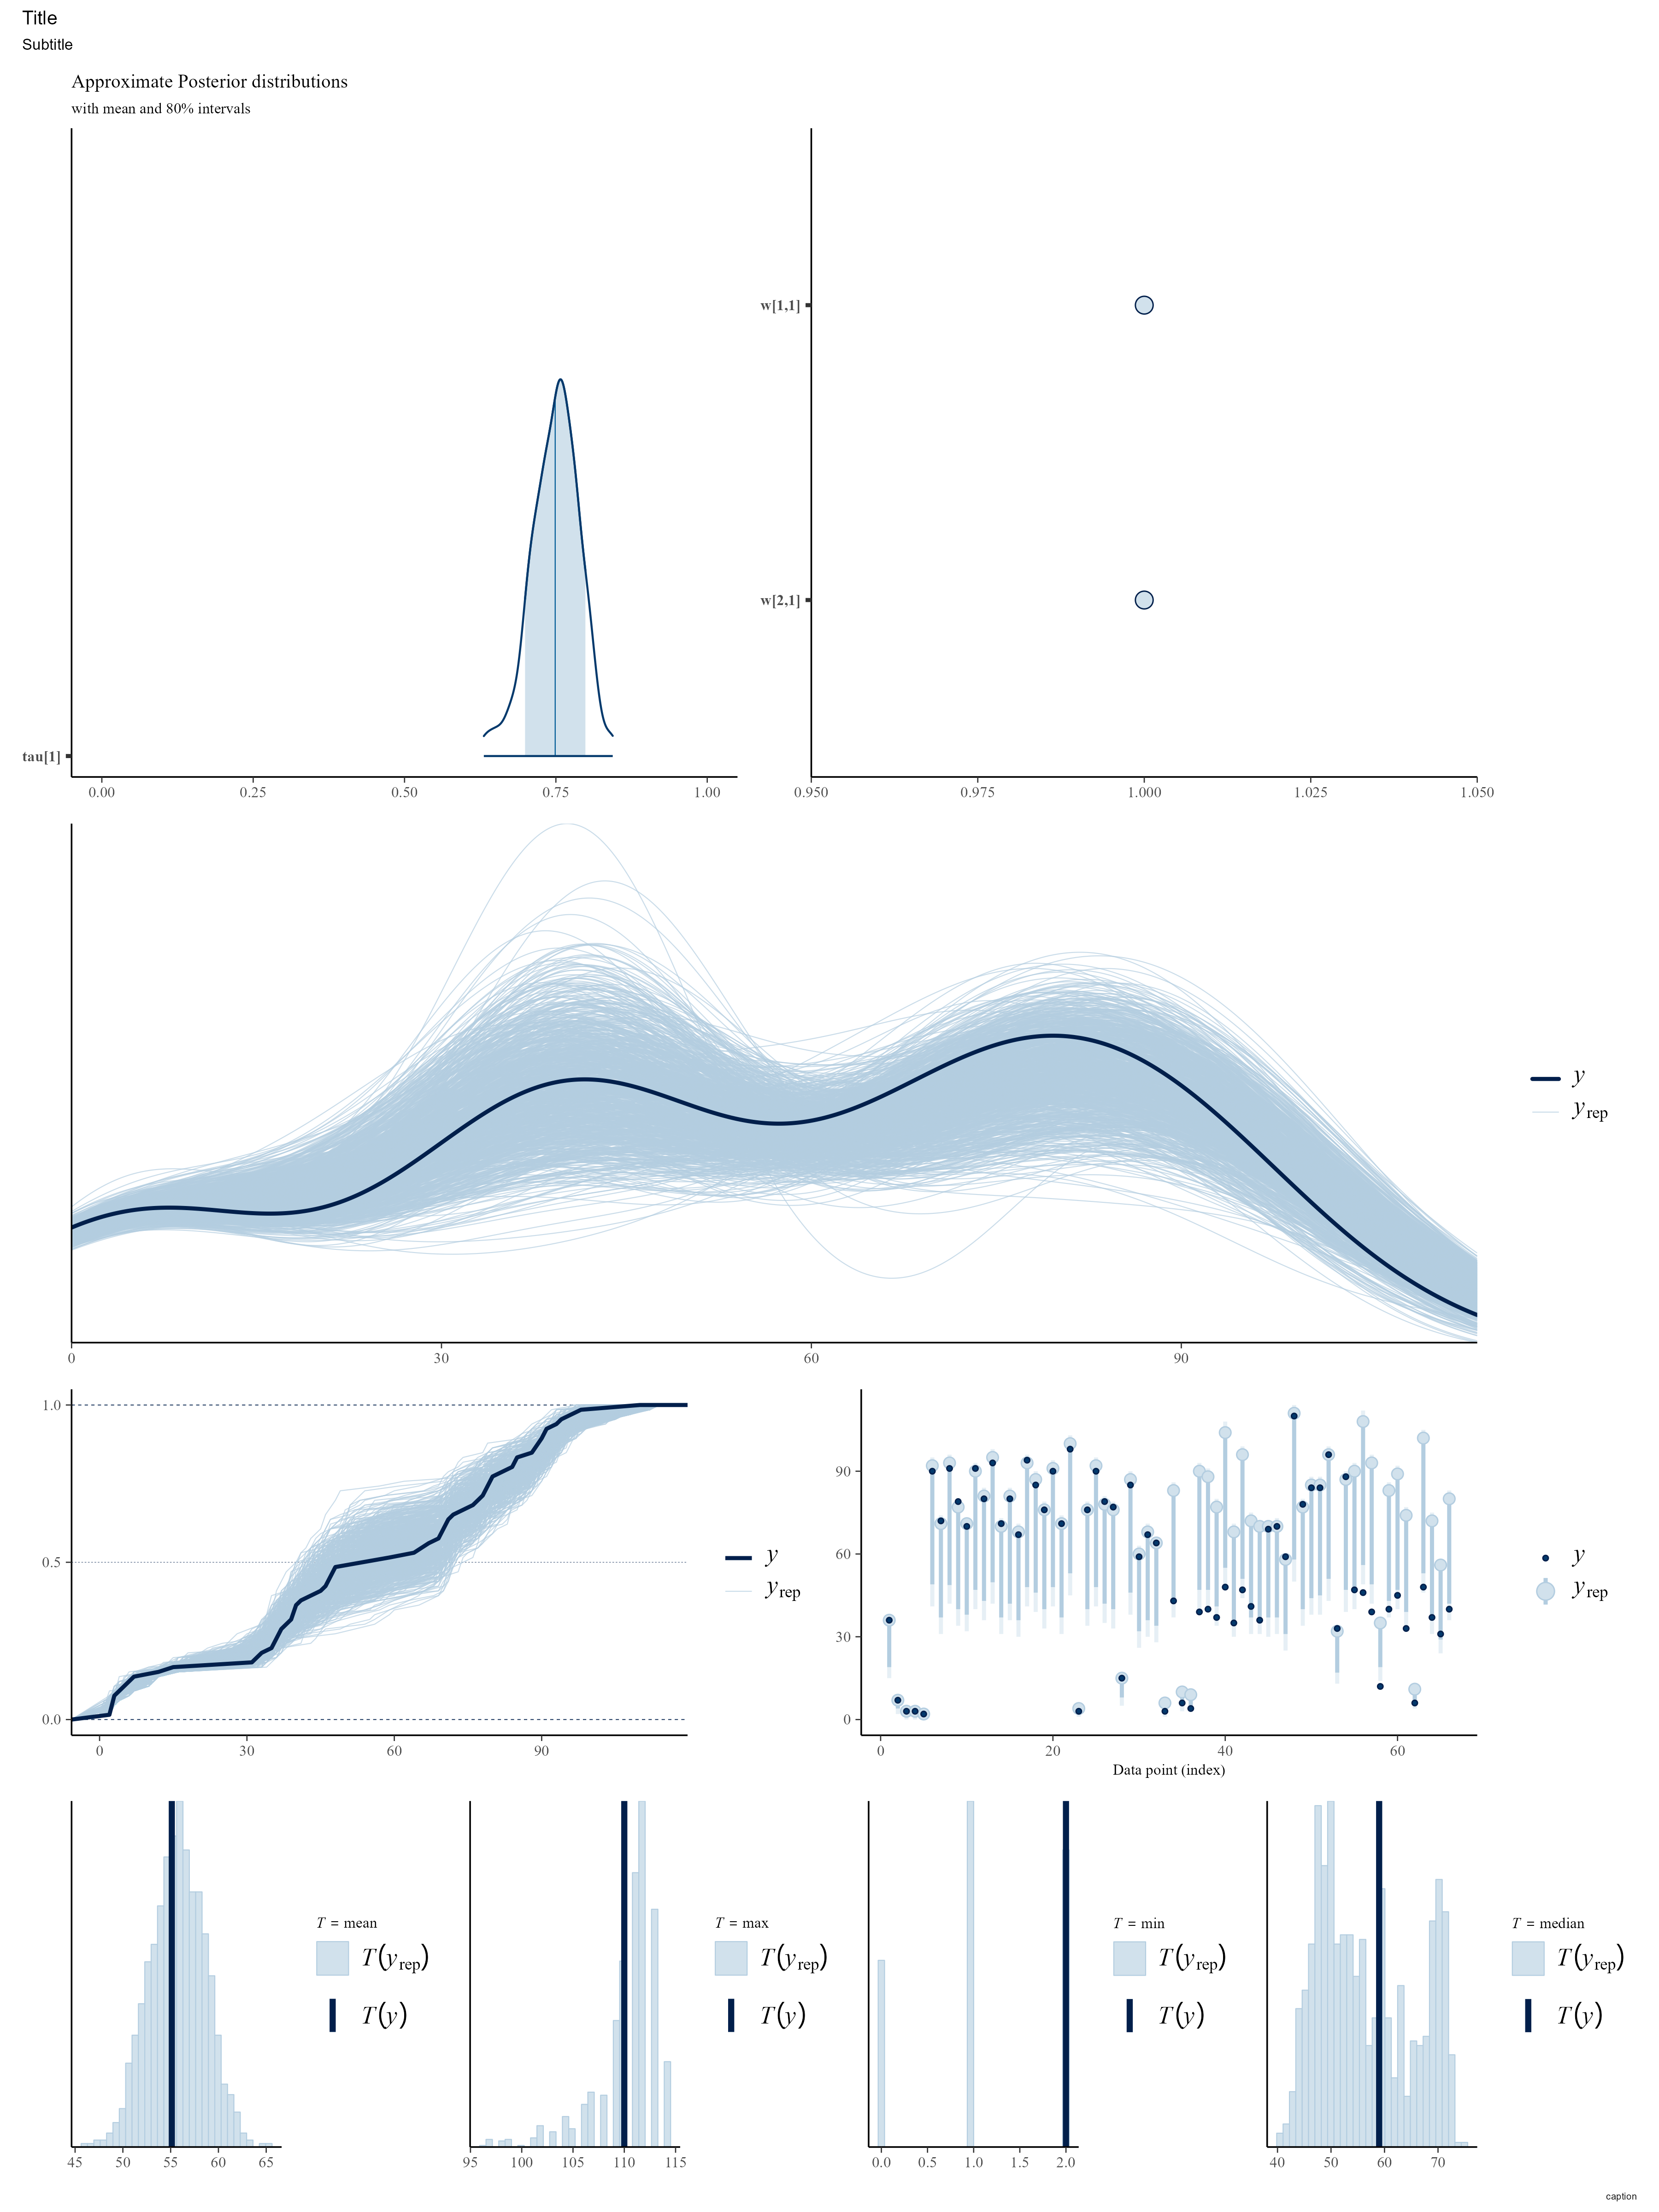 Title
Subtitle
Approximate Posterior distributions
with mean and 80% intervals
w[1,1]
w[2,1]
tau[1]
0.00 0.25 0.50 0.75 1.00
0.950 0.975 1.000 1.025 1.050
y
yrep
0 30 60 90
1.0
0.5
0.0
0 30 60 90
y
yrep
90
60
30
0
0 20 40 60
Data point (index)
y
yrep
T = mean
T(yrep)
T(y)
45 50 55 60 65
T = max
T(yrep)
T(y)
95 100 105 110 115
T = min
T(yrep)
T(y)
0.0 0.5 1.0 1.5 2.0
T = median
T(yrep)
T(y)
40 50 60 70
caption